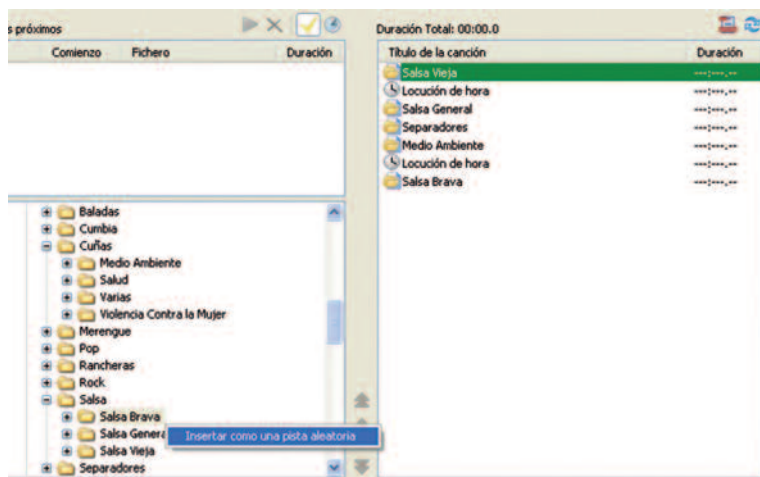 s próximos
Comienzo Fichero Duración
Baladas
Cumbia
Cuñas
Medio Ambiente
Salud
Varias
Violencia Contra la Mujer
Merengue
Pop
Rancheras
Rock
Salsa
Salsa Brava
Salsa Genera
Insertar como una pista aleatoria
Salsa Vieja
Separadores
Duración Total: 00:00.0
Título de la canción Duración
Salsa Vieja ---:---.--
Locución de hora ---:---.--
Salsa General ---:---.--
Separadores ---:---.--
Medio Ambiente ---:---.--
Locución de hora ---:---.--
Salsa Brava ---:---.--